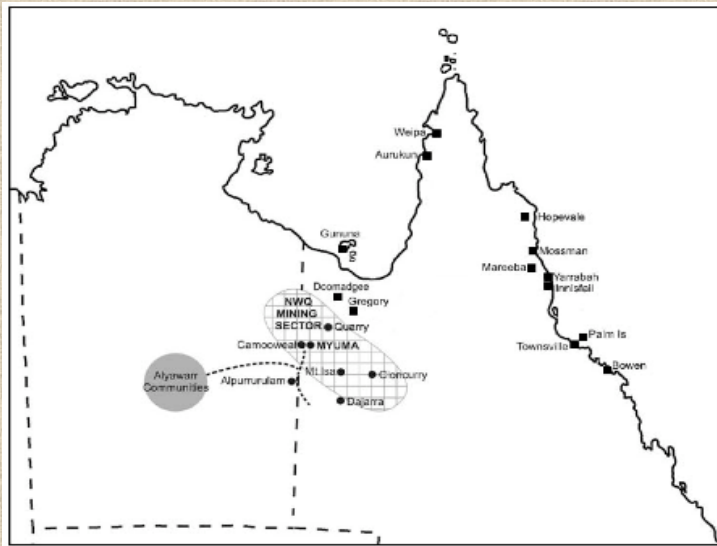 Weipa
Aurukun
Hopevale
Gununa
Mossman
Mareeba
Yarrabah
Innisfail
Doomadgee
Gregory
NWQ
MINING
SECTOR
Quarry
Camooweal
MYUMA
Palm Is
Townsville
Bowen
Alyawarr
Communities
Alpurrurulam
Mt.Isa
Cloncurry
Dajarra